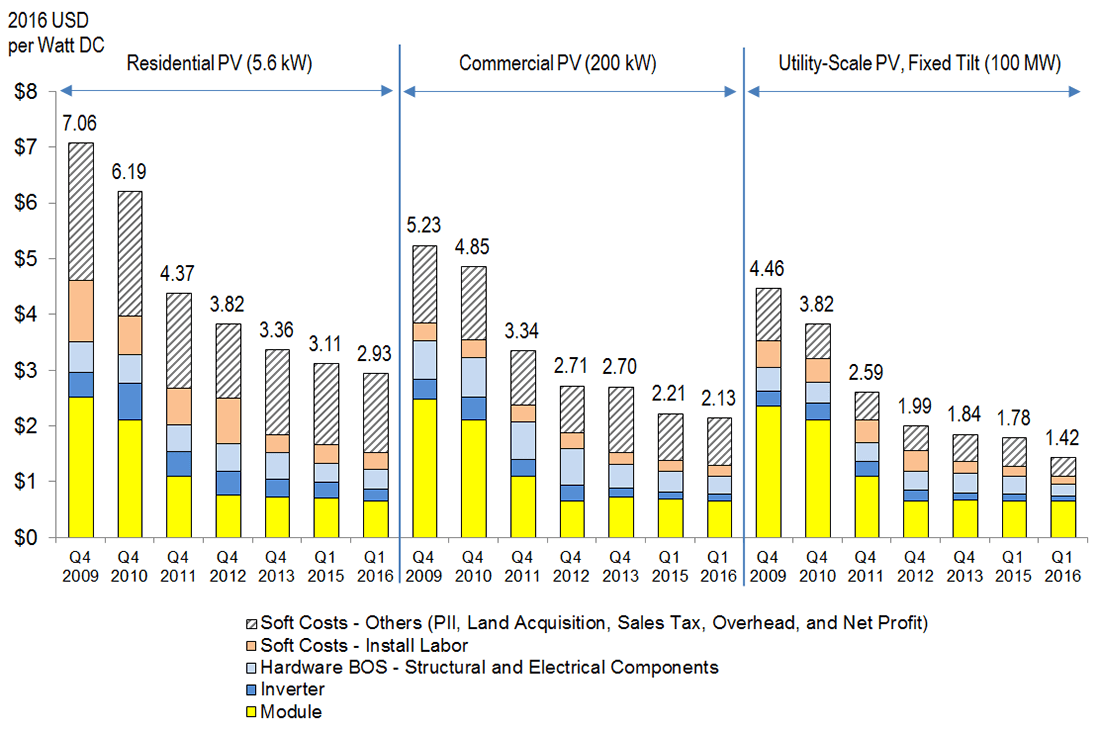 2016 USD
per Watt DC
Residential PV (5.6 kW)
Commercial PV (200 kW)
Utility-Scale PV, Fixed Tilt (100 MW)
$8
$7
$6
$5
$4
$3
$2
$1
$0
7.06
6.19
4.37
3.82
3.36
3.11
2.93
5.23
4.85
3.34
2.71
2.70
2.21
2.13
4.46
3.82
2.59
1.99
1.84
1.78
1.42
Q4 Q4 Q4 Q4 Q4 Q1 Q1 Q4 Q4 Q4 Q4 Q4 Q1 Q1 Q4 Q4 Q4 Q4 Q4 Q1 Q1
2009 2010 2011 2012 2013 2015 2016 2009 2010 2011 2012 2013 2015 2016 2009 2010 2011 2012 2013 2015 2016
Soft Costs - Others (PII, Land Acquisition, Sales Tax, Overhead, and Net Profit)
Soft Costs - Install Labor
Hardware BOS - Structural and Electrical Components
Inverter
Module